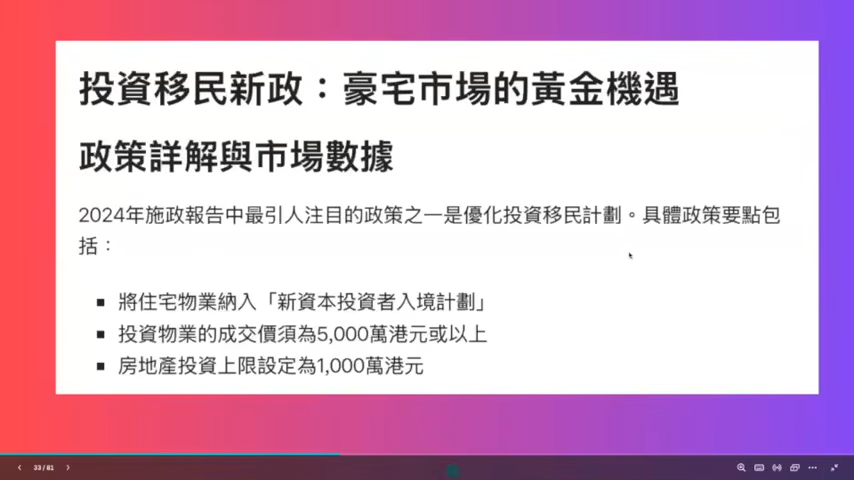 投資移民新政：豪宅市場的黃金機遇
政策詳解與市場數據
2024年施政報告中最引人注目的政策之一是優化投資移民計劃。具體政策要點包
括：
將住宅物業納入「新資本投資者入境計劃」
投資物業的成交價須為5,000萬港元或以上
房地產投資上限設定為1,000萬港元
33 / 81